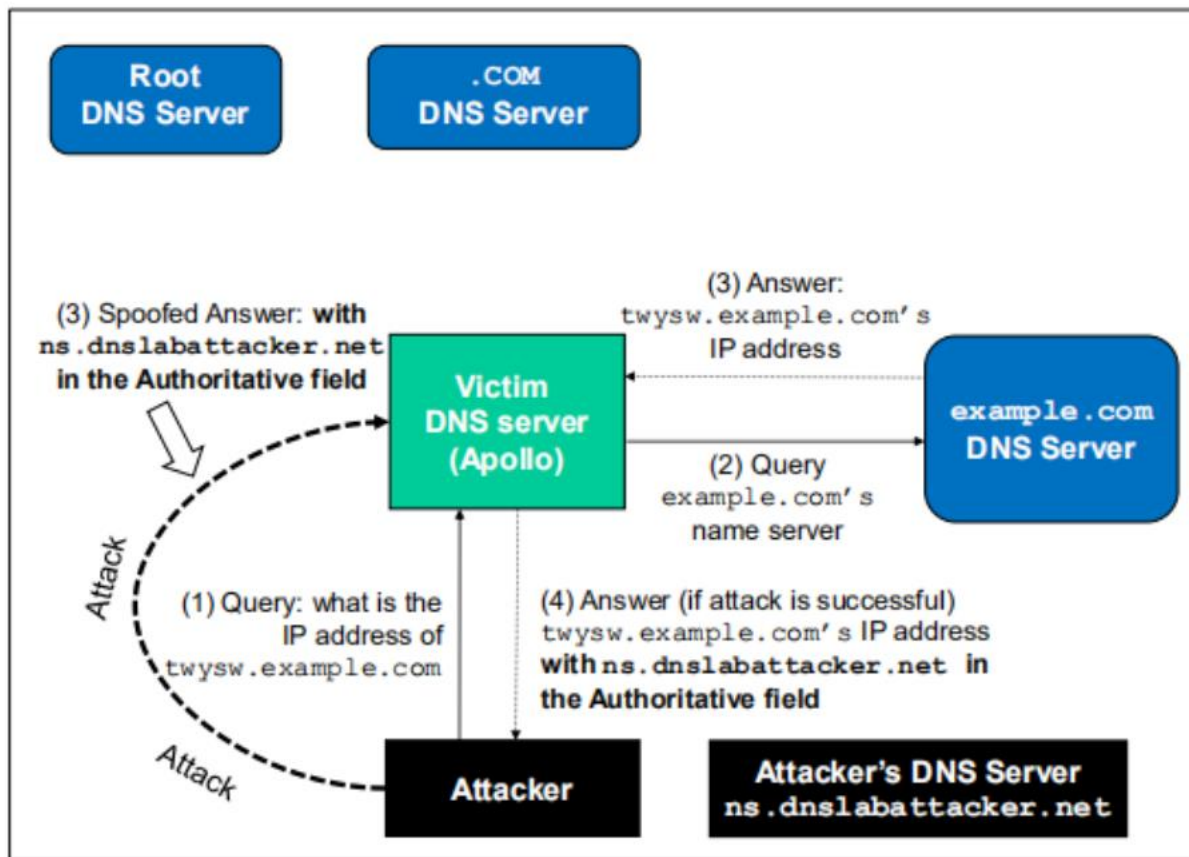 Root
DNS Server
.COM
DNS Server
(3) Spoofed Answer: with
ns.dnslabattacker.net
in the Authoritative field
(3) Answer:
twysw.example.com's
IP address
Victim
DNS server
(Apollo)
example.com
DNS Server
(2) Query
example.com's
name server
Attack
(1) Query: what is the
IP address of
twysw.example.com
(4) Answer (if attack is successful)
twysw.example.com's IP address
with ns.dnslabattacker.net in
the Authoritative field
Attack
Attacker
Attacker's DNS Server
ns.dnslabattacker.net